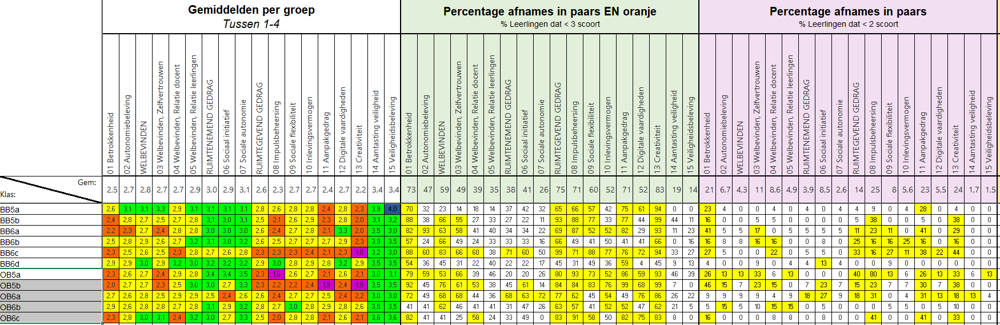 Gemiddelden per groep
Tussen 1-4
Percentage afnames in paars EN oranje
% Leerlingen dat < 3 scoort
Percentage afnames in paars
% Leerlingen dat < 2 scoort
01 Betrokkenheid
02 Autonomiebeleving
WELBEVINDEN
03 Welbevinden, Zelfvertrouwen
04 Welbevinden, Relatie docent
05 Welbevinden, Relatie leerlingen
RUIMTENEMEND GEDRAG
06 Sociaal initiatief
07 Sociale autonomie
RUIMTEGEVEND GEDRAG
08 Impulsbeheersing
09 Sociale flexibiliteit
10 Inlevingsvermogen
11 Aanpakgedrag
12 Digitale vaardigheden
13 Creativiteit
14 Aantasting veiligheid
15 Veiligheidsbeleving
01 Betrokkenheid
02 Autonomiebeleving
WELBEVINDEN
03 Welbevinden, Zelfvertrouwen
04 Welbevinden, Relatie docent
05 Welbevinden, Relatie leerlingen
RUIMTENEMEND GEDRAG
06 Sociaal initiatief
07 Sociale autonomie
RUIMTEGEVEND GEDRAG
08 Impulsbeheersing
09 Sociale flexibiliteit
10 Inlevingsvermogen
11 Aanpakgedrag
12 Digitale vaardigheden
13 Creativiteit
14 Aantasting veiligheid
15 Veiligheidsbeleving
01 Betrokkenheid
02 Autonomiebeleving
WELBEVINDEN
03 Welbevinden, Zelfvertrouwen
04 Welbevinden, Relatie docent
05 Welbevinden, Relatie leerlingen
RUIMTENEMEND GEDRAG
06 Sociaal initiatief
07 Sociale autonomie
RUIMTEGEVEND GEDRAG
08 Impulsbeheersing
09 Sociale flexibiliteit
10 Inlevingsvermogen
11 Aanpakgedrag
12 Digitale vaardigheden
13 Creativiteit
14 Aantasting veiligheid
15 Veiligheidsbeleving
Gem:
Klas: 2,5 2,7 2,8 2,7 2,7 2,9 3,0 2,9 3,1 2,6 2,3 2,7 2,7 2,4 2,7 2,2 3,4 3,4 73 47 59 49 39 35 38 41 26 75 71 60 52 71 52 83 19 14 21 6,7 4,3 11 8,6 4,9 3,9 8,5 2,6 14 25 8 5,6 23 5,5 24 1,7 1,5
BB5a 2,6 3,1 3,1 3,3 2,9 3,1 3,1 3,1 3,1 2,8 2,6 2,8 2,8 2,4 2,8 2,3 3,9 4,0 70 32 23 14 18 14 37 42 32 65 66 57 42 75 61 94 0 0 23 4 0 0 4 0 0 4 0 4 9 0 4 28 0 4 0 0
BB5b 2,4 2,8 2,7 2,5 2,7 2,8 3,1 3,0 3,1 2,5 2,1 2,6 2,9 2,3 2,8 2,0 3,1 3,2 88 38 66 55 27 33 27 22 11 93 88 77 33 77 44 99 44 11 16 0 0 5 5 0 0 0 0 5 38 0 0 0 0 38 0 0
BB6a 2,2 2,3 2,7 2,4 2,8 2,8 3,0 3,0 3,0 2,6 2,4 2,7 2,8 2,1 3,3 2,0 3,5 3,0 82 93 63 58 41 40 34 34 22 69 87 52 52 82 29 93 11 23 41 5 5 17 0 5 5 5 5 11 23 11 0 41 0 29 0 0
BB6b 2,5 2,8 2,9 2,6 2,7 3,2 3,1 3,0 3,2 2,6 2,5 2,7 2,7 2,7 2,9 2,3 3,9 3,4 57 24 66 49 24 33 33 33 16 66 49 41 50 49 41 66 0 16 16 8 8 16 16 0 0 8 0 25 16 16 25 16 0 16 0 0
BB6c 2,3 2,5 2,6 2,5 2,3 2,8 2,7 2,6 2,8 2,3 2,3 2,3 2,4 2,1 2,3 1,8 3,2 3,0 88 60 83 66 60 38 71 60 50 99 71 88 77 76 72 94 33 27 27 5 0 0 22 0 5 5 0 33 16 27 11 38 22 44 0 0
BB6d 2,9 2,9 3,0 2,9 3,2 3,0 3,2 3,2 3,2 2,9 3,0 2,8 2,9 2,8 3,2 2,9 3,5 3,5 54 36 45 31 22 40 22 22 17 45 31 49 36 59 4 45 9 13 4 0 0 9 0 4 4 13 4 0 0 0 0 9 0 0 0 0
OB5a 2,3 2,6 2,7 2,4 2,9 2,8 3,4 3,4 3,5 2,3 1,6 2,6 2,7 2,1 2,6 2,1 3,0 3,1 89 59 53 66 39 46 20 20 26 80 93 73 52 86 59 93 46 39 26 13 13 33 6 13 0 0 0 40 80 13 6 26 13 33 6 13
OB5b 2,0 2,7 2,7 2,3 2,5 3,0 3,0 2,7 3,3 2,3 2,2 2,2 2,4 1,9 2,4 1,9 3,5 3,5 92 45 76 61 53 38 45 61 14 84 92 83 76 99 68 99 7 0 46 15 7 23 15 0 7 23 7 15 23 7 7 30 7 38 0 0
OB6a 2,7 2,6 2,8 2,5 2,9 2,9 2,5 2,4 2,6 2,6 2,4 2,7 2,7 2,5 2,4 2,2 3,0 3,0 72 49 68 68 44 36 68 63 72 77 58 62 45 54 49 76 86 26 22 9 9 9 9 4 9 18 27 9 18 31 0 4 31 13 18 13 4
OB6b 2,9 2,6 2,8 2,8 2,7 2,8 3,1 2,9 3,2 2,8 2,7 3,0 2,9 2,9 2,8 2,6 3,5 3,5 41 41 62 46 41 41 31 47 26 63 57 41 52 52 47 62 21 5 5 15 5 10 15 15 0 5 0 5 5 0 0 5 5 10 0 0
OB6c 2,3 2,8 3,0 3,1 2,4 3,2 3,0 2,7 3,3 2,5 2,0 2,8 2,8 2,1 2,6 2,1 3,6 3,6 82 41 41 25 58 24 33 49 0 83 91 58 50 82 75 83 8 0 16 0 0 0 8 0 0 8 0 8 41 0 0 41 0 33 0 0